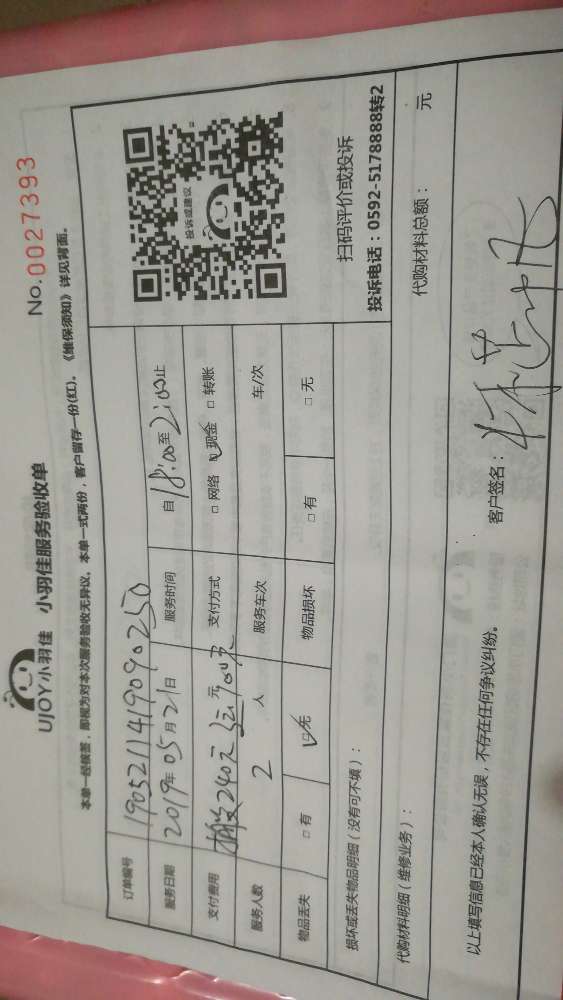 UJOY小羽佳 小羽佳服务验收单
No.0027393
本单一经核签，即视为对本次服务验收无异议。本单一式两份，客户留存一份(红)。《维保须知》详见背面。
订单编号 1905211419090250
服务日期 2019年05月21日 服务时间 自18:00至21:00止
支付费用 240元 元 支付方式 □网络 □现金 □转账
服务人数 2 人 服务车次 车/次
物品丢失 □有 □无 物品损坏 □有 □无
投诉或建议
扫码评价或投诉
投诉电话：0592-5178888转2
损坏或丢失物品明细（没有可不填）：
代购材料明细（维修业务）： 代购材料总额： 元
以上填写信息已经本人确认无误，不存在任何争议纠纷。 客户签名：